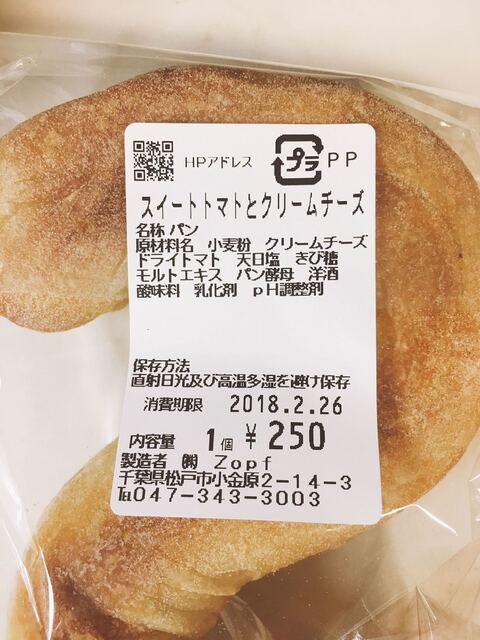 HPアドレス
プラ PP
スイートトマトとクリームチーズ
名称 パン
原材料名 小麦粉 クリームチーズ
ドライトマト 天日塩 きび糖
モルトエキス パン酵母 洋酒
酸味料 乳化剤 pH調整剤
保存方法
直射日光及び高温多湿を避け保存
消費期限 2018.2.26
内容量 1個 ¥250
製造者 ㈱ Zopf
千葉県松戸市小金原2-14-3
℡047-343-3003